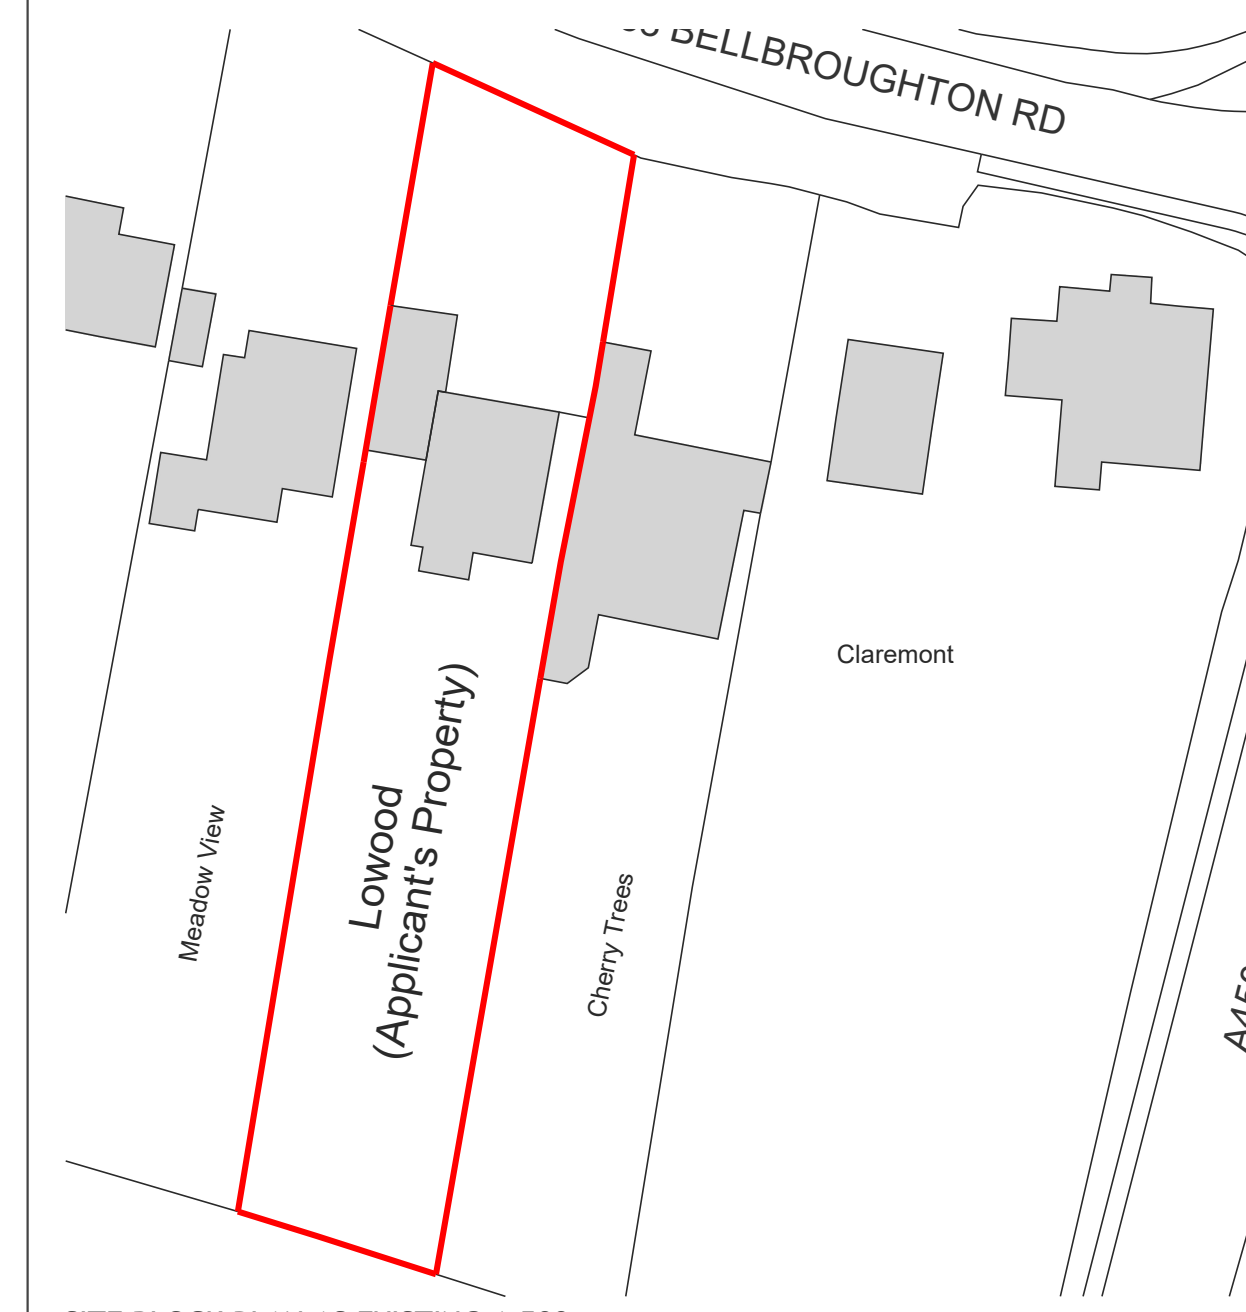 BELLBROUGHTON RD
Claremont
Lowood
(Applicant's Property)
Meadow View
Cherry Trees